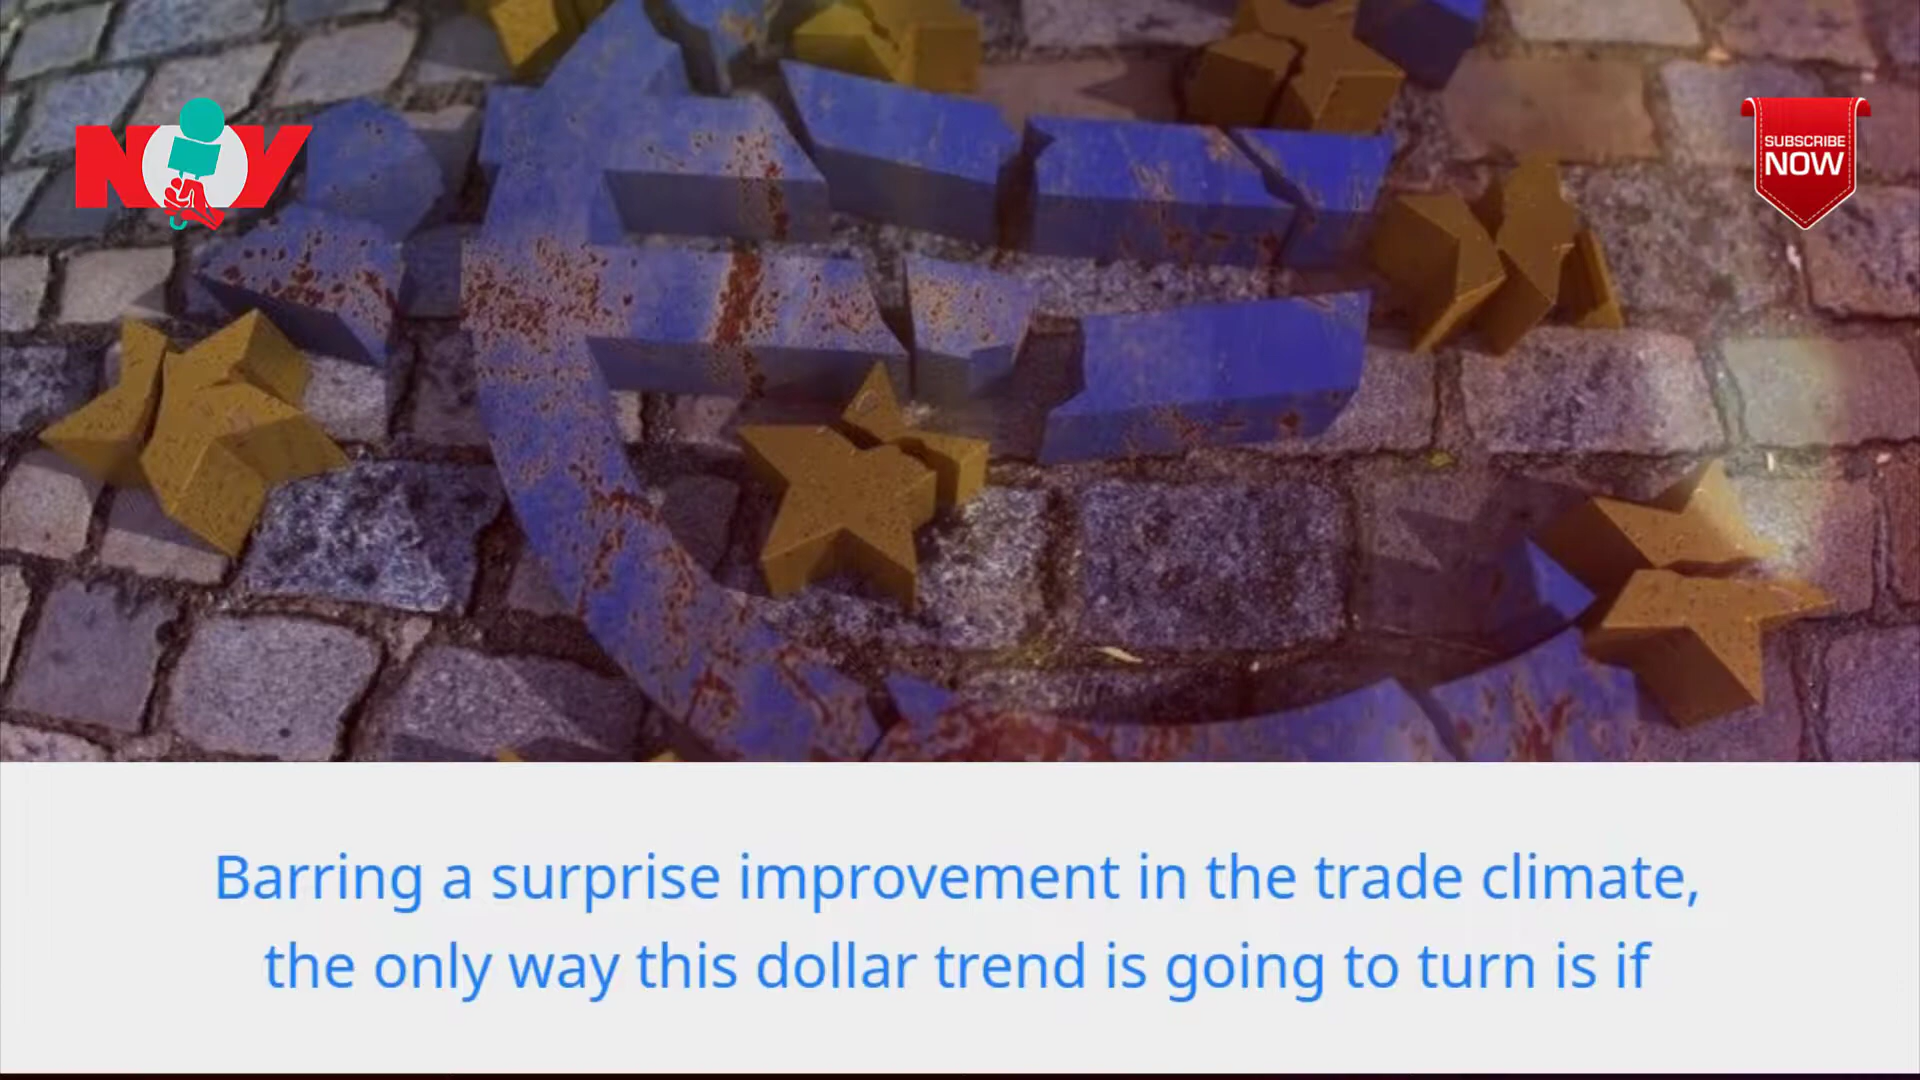 NOY
SUBSCRIBE
NOW
Barring a surprise improvement in the trade climate,
the only way this dollar trend is going to turn is if